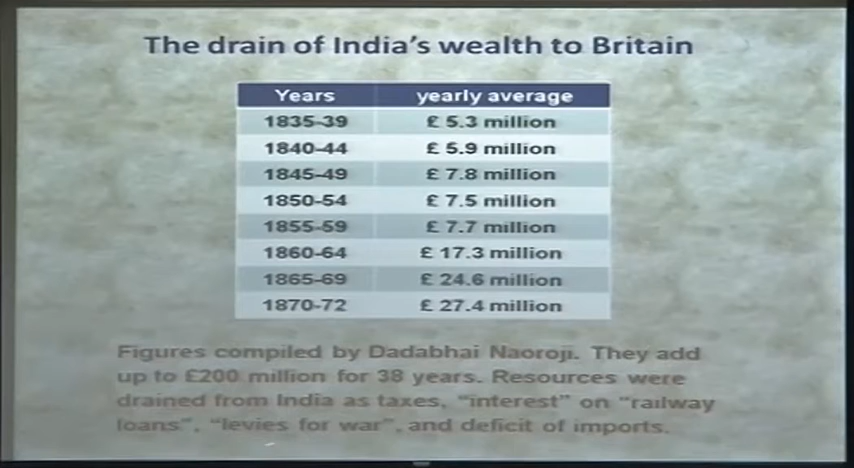 The drain of India's wealth to Britain
Years yearly average
1835-39 £ 5.3 million
1840-44 £ 5.9 million
1845-49 £ 7.8 million
1850-54 £ 7.5 million
1855-59 £ 7.7 million
1860-64 £ 17.3 million
1865-69 £ 24.6 million
1870-72 £ 27.4 million
Figures compiled by Dadabhai Naoroji. They add
up to £200 million for 38 years. Resources were
drained from India as taxes, "interest" on "railway
loans", "levies for war", and deficit of imports.